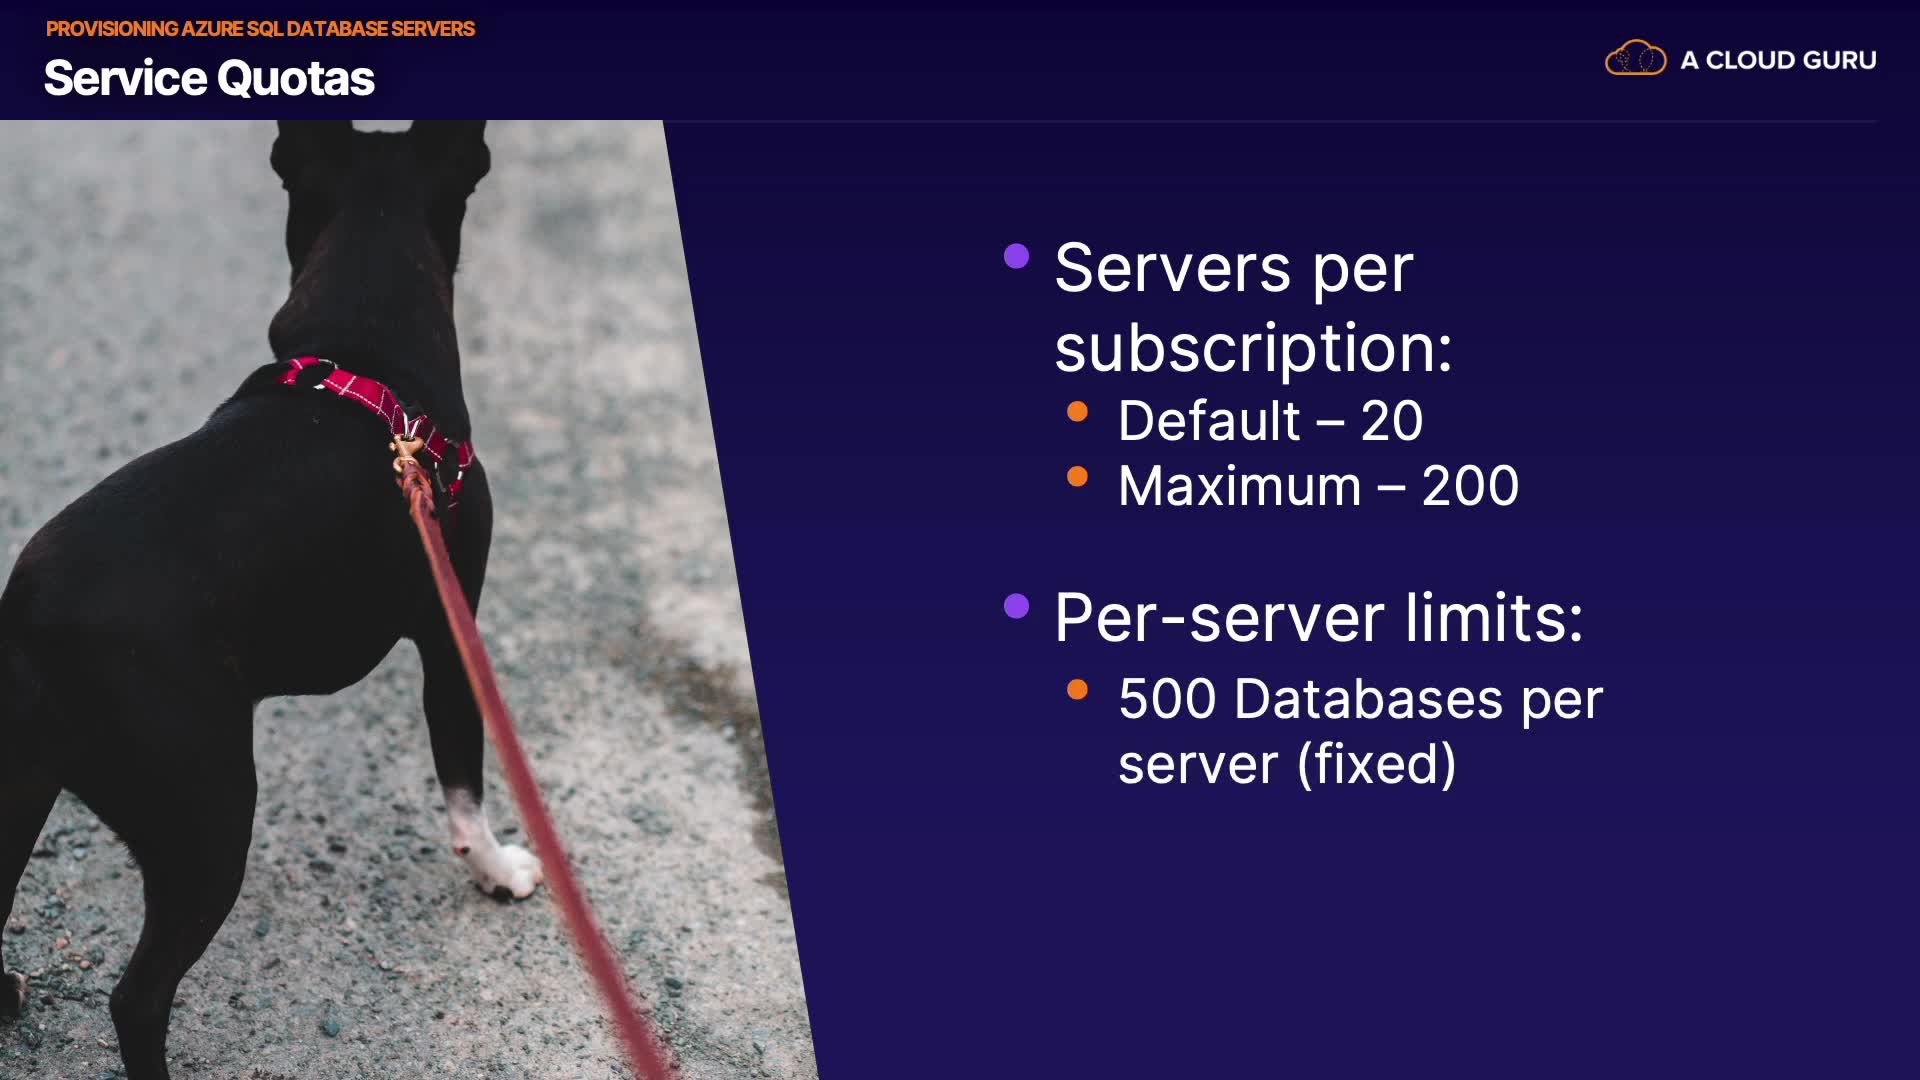 PROVISIONING AZURE SQL DATABASE SERVERS
Service Quotas
A CLOUD GURU
Servers per
subscription:
Default – 20
Maximum – 200
Per-server limits:
500 Databases per
server (fixed)